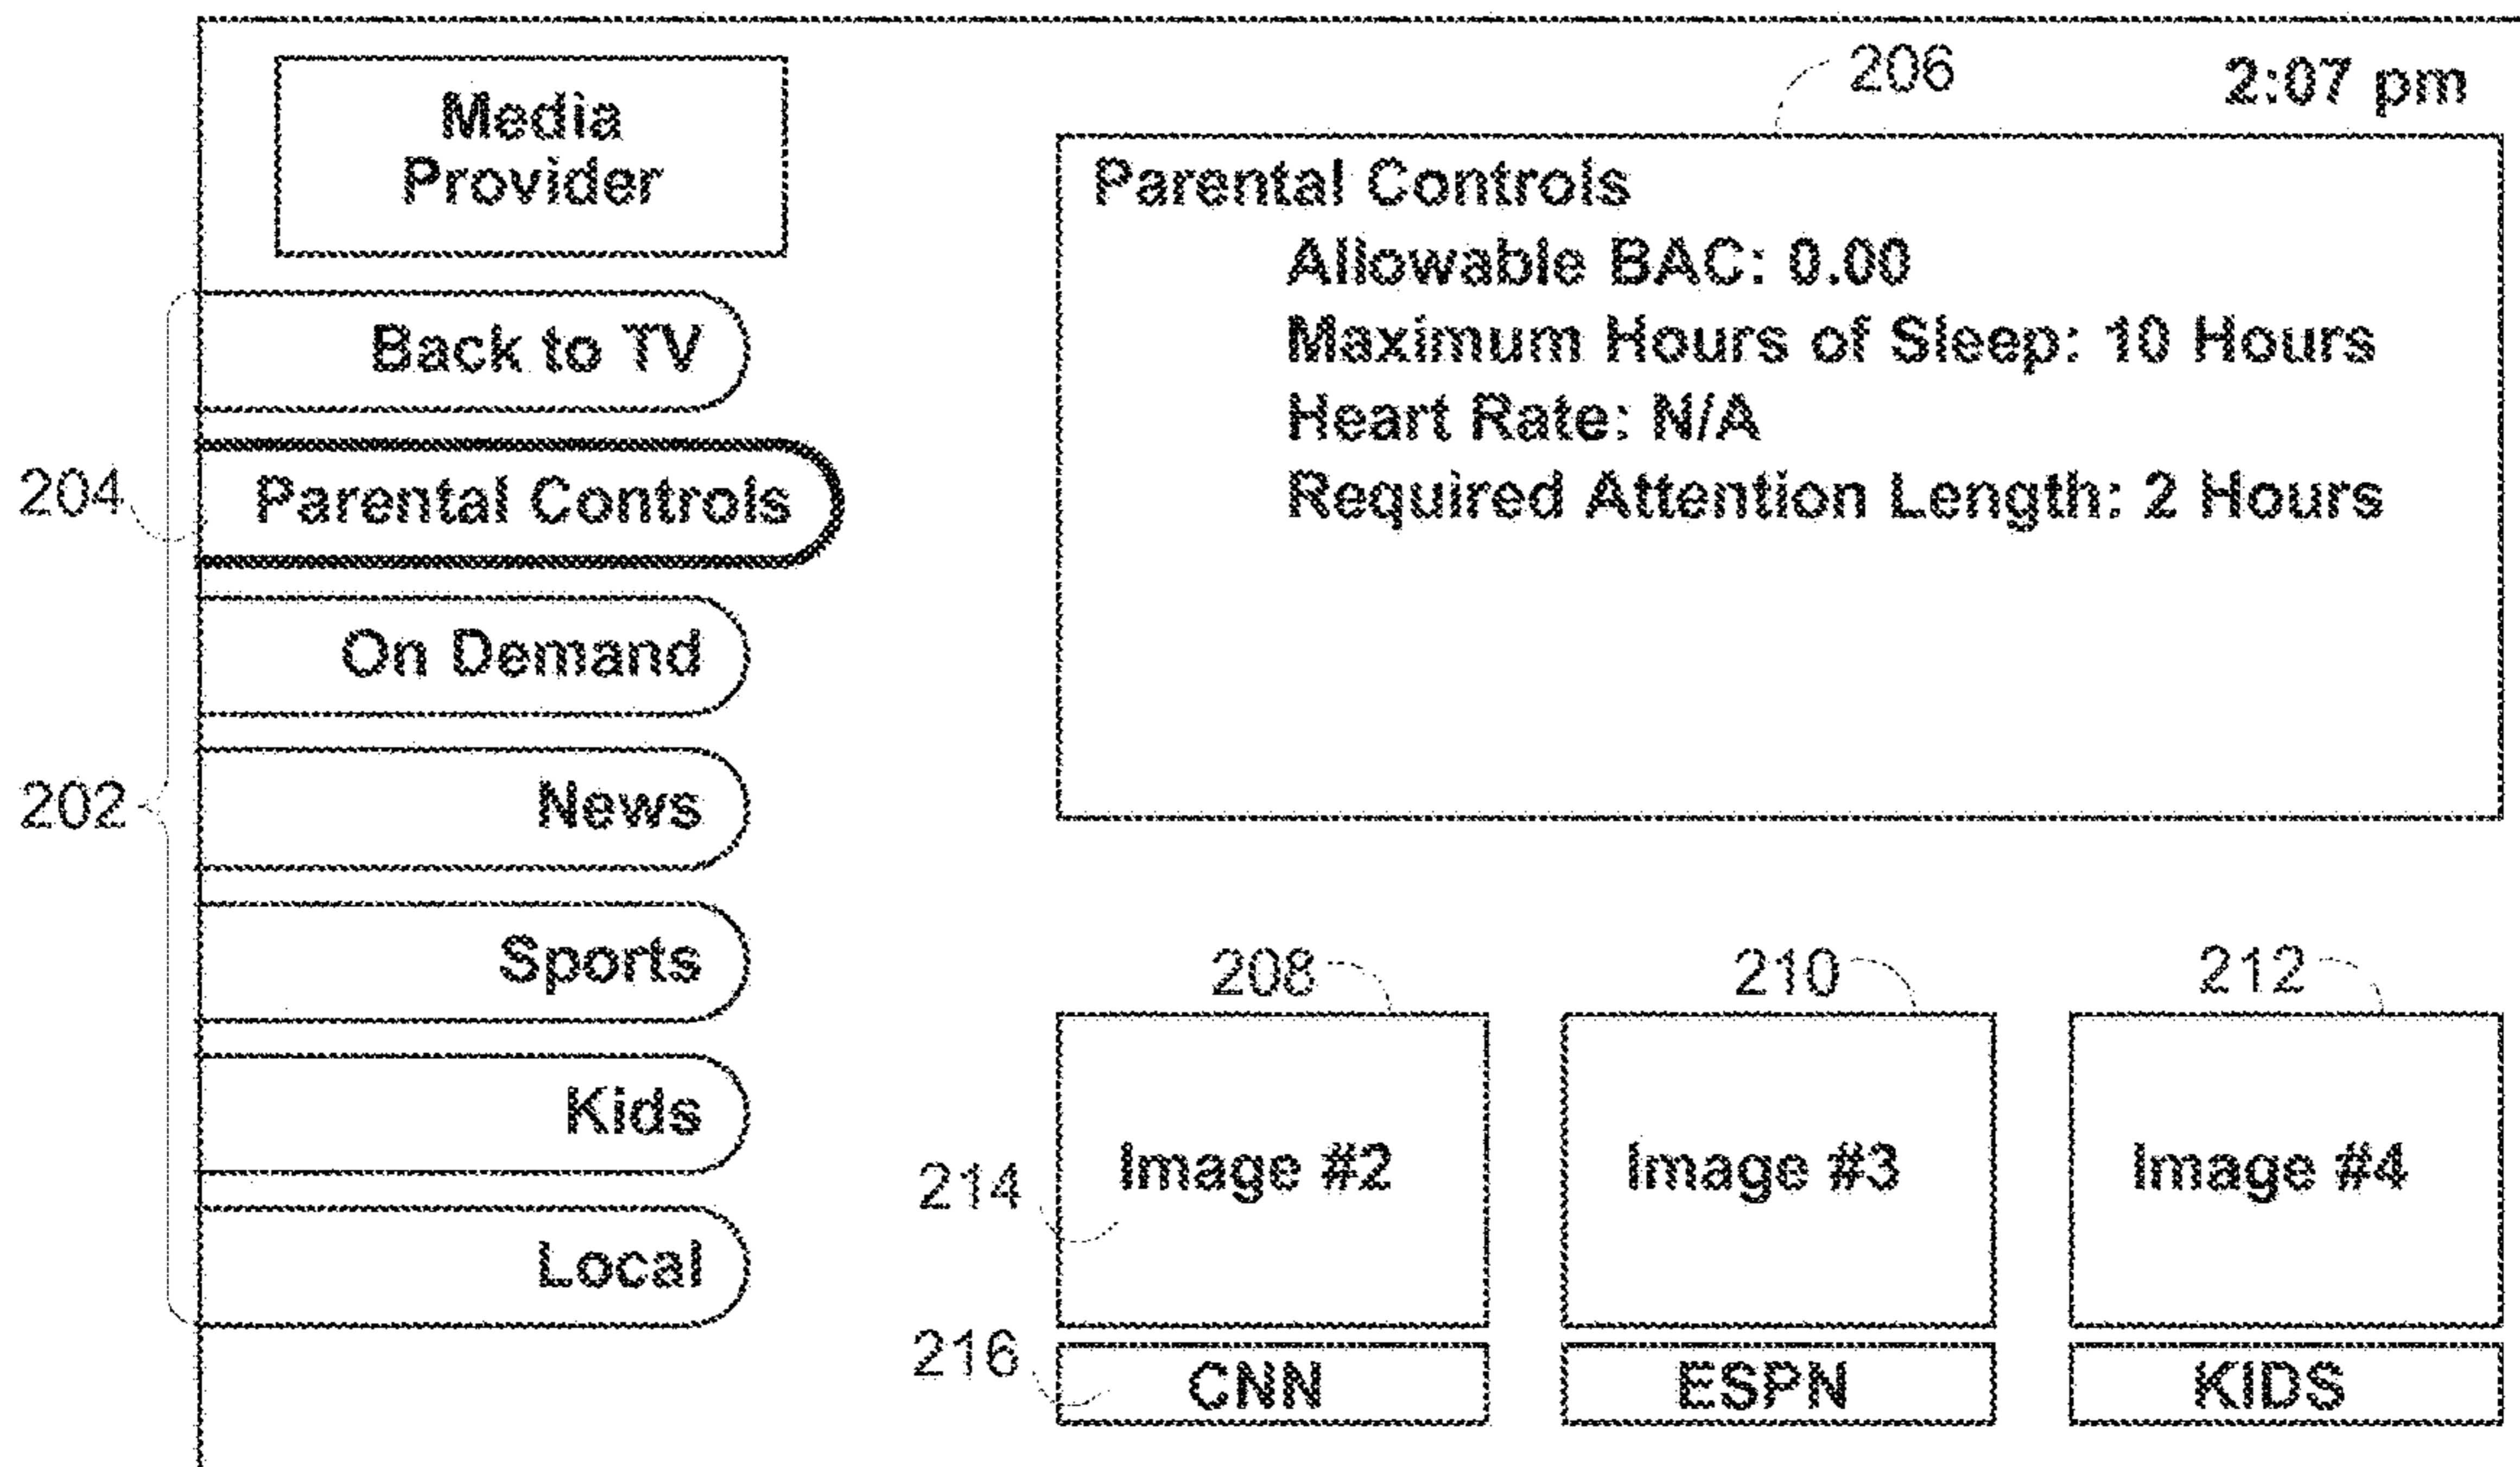 206
2:07 pm
Media
Provider
Parental Controls
Allowable BAC: 0.00
Maximum Hours of Sleep: 10 Hours
Heart Rate: N/A
Required Attention Length: 2 Hours
Back to TV
204
Parental Controls
On Demand
202
News
Sports
Kids
Local
208
210
212
214
Image #2
Image #3
Image #4
216
CNN
ESPN
KIDS